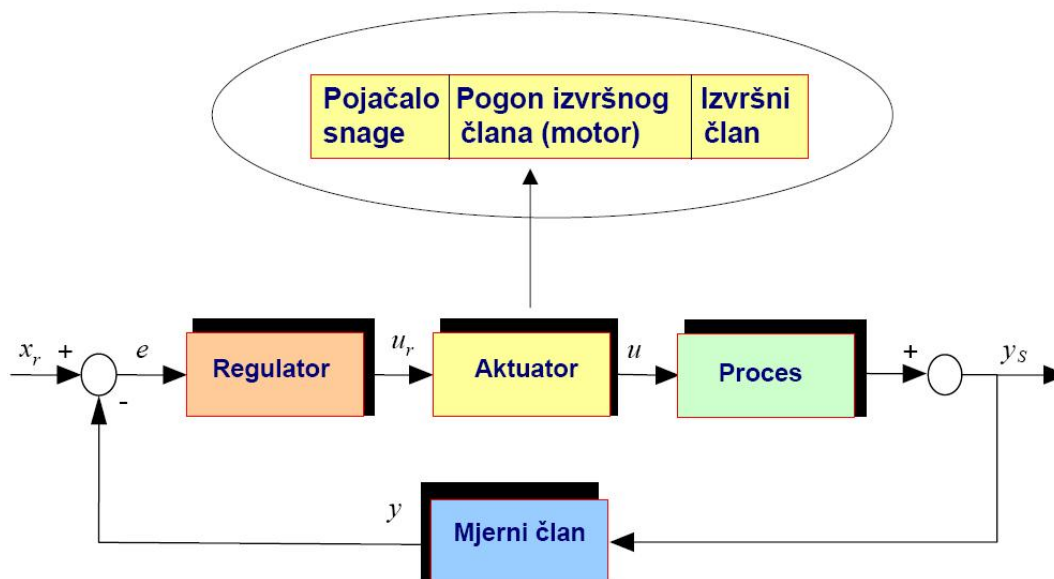 Pojačalo Pogon izvršnog Izvršni
snage člana (motor) član
x_r + e Regulator u_r Aktuator u Proces + y_S
-
y Mjerni član